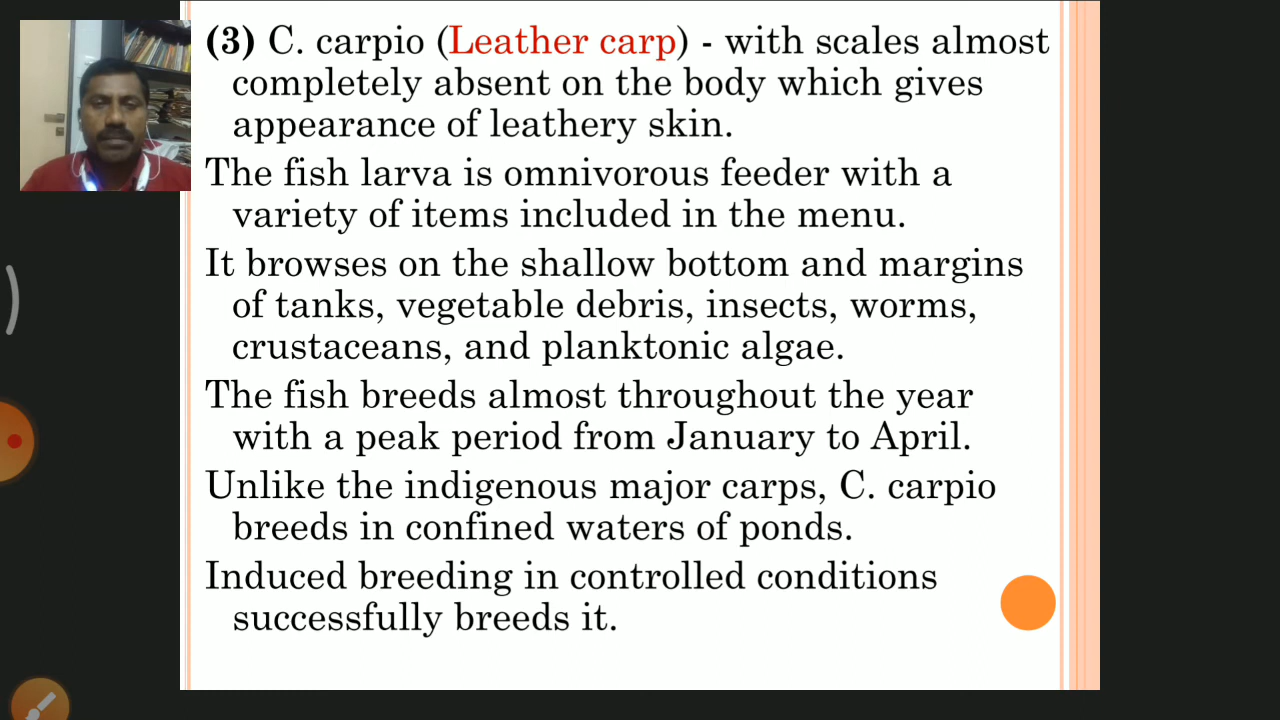 (3) C. carpio (Leather carp) - with scales almost
completely absent on the body which gives
appearance of leathery skin.
The fish larva is omnivorous feeder with a
variety of items included in the menu.
It browses on the shallow bottom and margins
of tanks, vegetable debris, insects, worms,
crustaceans, and planktonic algae.
The fish breeds almost throughout the year
with a peak period from January to April.
Unlike the indigenous major carps, C. carpio
breeds in confined waters of ponds.
Induced breeding in controlled conditions
successfully breeds it.